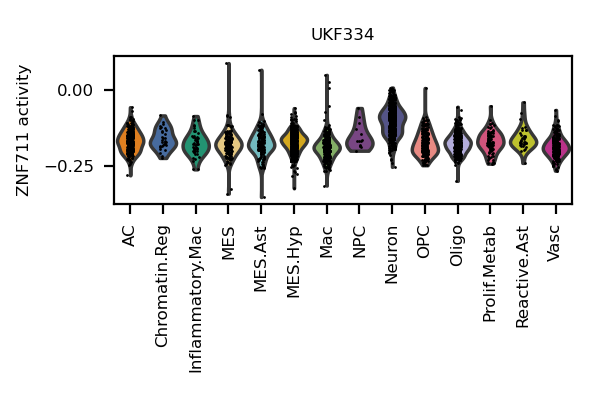 UKF334
ZNF711 activity
0.00
−0.25
AC
Chromatin.Reg
Inflammatory.Mac
MES
MES.Ast
MES.Hyp
Mac
NPC
Neuron
OPC
Oligo
Prolif.Metab
Reactive.Ast
Vasc